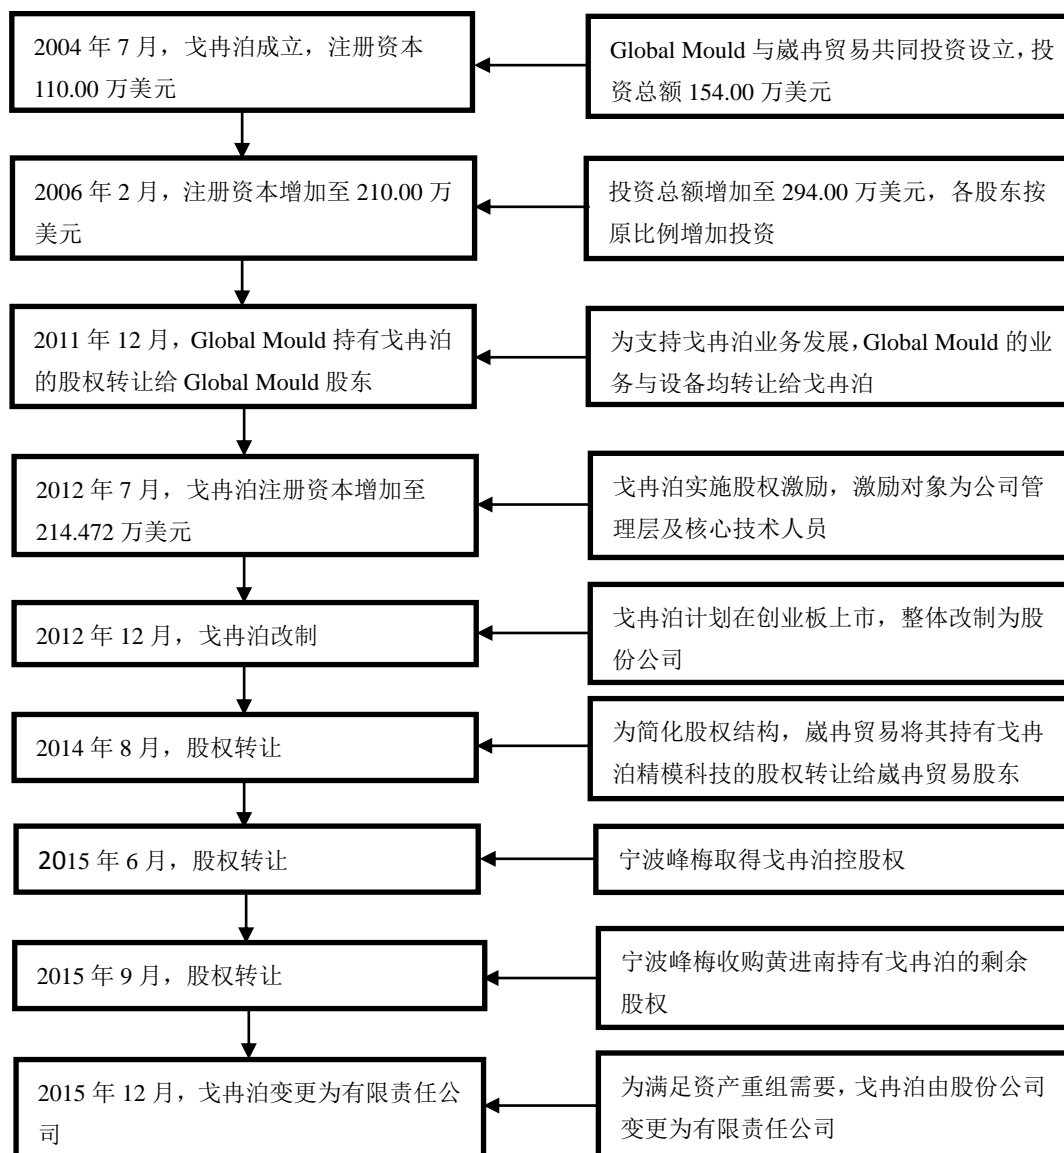 2004 年 7 月，戈冉泊成立，注册资本
110.00 万美元
Global Mould 与崴冉贸易共同投资设立，投
资总额 154.00 万美元
2006 年 2 月，注册资本增加至 210.00 万
美元
投资总额增加至 294.00 万美元，各股东按
原比例增加投资
2011 年 12 月，Global Mould 持有戈冉泊
的股权转让给 Global Mould 股东
为支持戈冉泊业务发展，Global Mould 的业
务与设备均转让给戈冉泊
2012 年 7 月，戈冉泊注册资本增加至
214.472 万美元
戈冉泊实施股权激励，激励对象为公司管
理层及核心技术人员
2012 年 12 月，戈冉泊改制
戈冉泊计划在创业板上市，整体改制为股
份公司
2014 年 8 月，股权转让
为简化股权结构，崴冉贸易将其持有戈冉
泊精模科技的股权转让给崴冉贸易股东
2015 年 6 月，股权转让
宁波峰梅取得戈冉泊控股权
2015 年 9 月，股权转让
宁波峰梅收购黄进南持有戈冉泊的剩余
股权
2015 年 12 月，戈冉泊变更为有限责任公
司
为满足资产重组需要，戈冉泊由股份公司
变更为有限责任公司